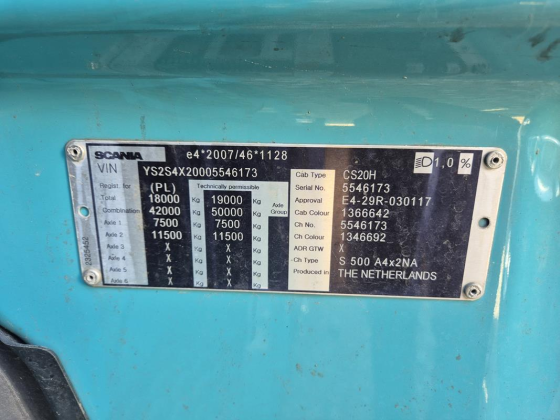 SCANIA e4*2007/46*1128
VIN YS2S4X20005546173
Registr. for (PL) Technically permissible
Total 18000 Kg 19000 Kg
Combination 42000 Kg 50000 Kg Axle Group
Axle 1 7500 Kg 7500 Kg
Axle 2 11500 Kg 11500 Kg
Axle 3 X Kg X Kg
Axle 4 X Kg X Kg
Axle 5 X Kg X Kg
Axle 6 X Kg X Kg
2325452
1,0 %
Cab Type CS20H
Serial No. 5546173
Approval E4-29R-030117
Cab Colour 1366642
Ch No. 5546173
Ch Colour 1346692
ADR GTW X
X
Ch Type S 500 A4x2NA
Produced in THE NETHERLANDS